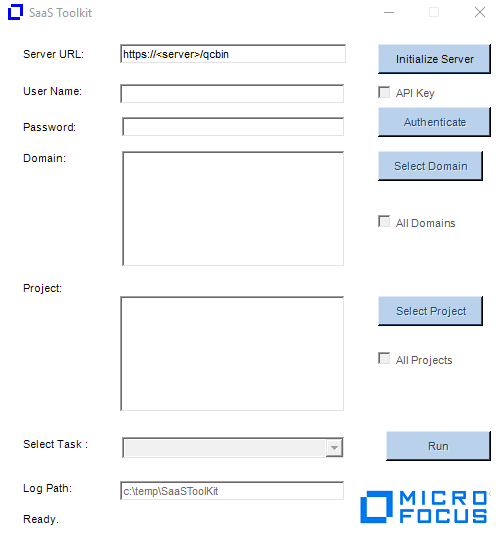 SaaS Toolkit
Server URL: https://<server>/qcbin Initialize Server
User Name: API Key
Password: Authenticate
Domain: Select Domain
All Domains
Project:
Select Project
All Projects
Select Task : Run
Log Path: c:\temp\SaaSToolKit
MICRO
FOCUS
Ready.